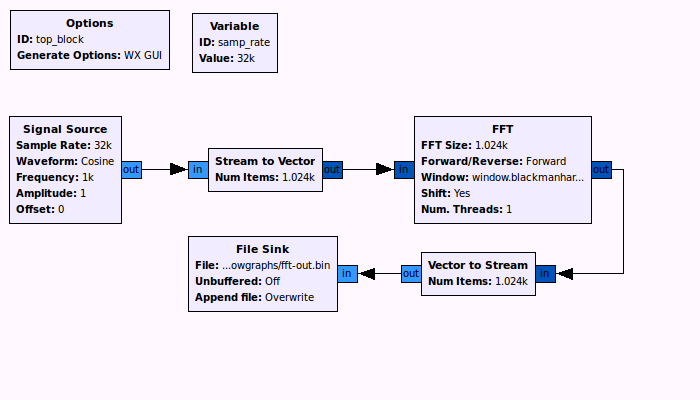 Options
ID: top_block
Generate Options: WX GUI
Variable
ID: samp_rate
Value: 32k
Signal Source
Sample Rate: 32k
Waveform: Cosine
Frequency: 1k
Amplitude: 1
Offset: 0
out
in
Stream to Vector
Num Items: 1.024k
out
in
FFT
FFT Size: 1.024k
Forward/Reverse: Forward
Window: window.blackmanhar...
Shift: Yes
Num. Threads: 1
out
File Sink
File: ...owgraphs/fft-out.bin
Unbuffered: Off
Append file: Overwrite
in
out
Vector to Stream
Num Items: 1.024k
in